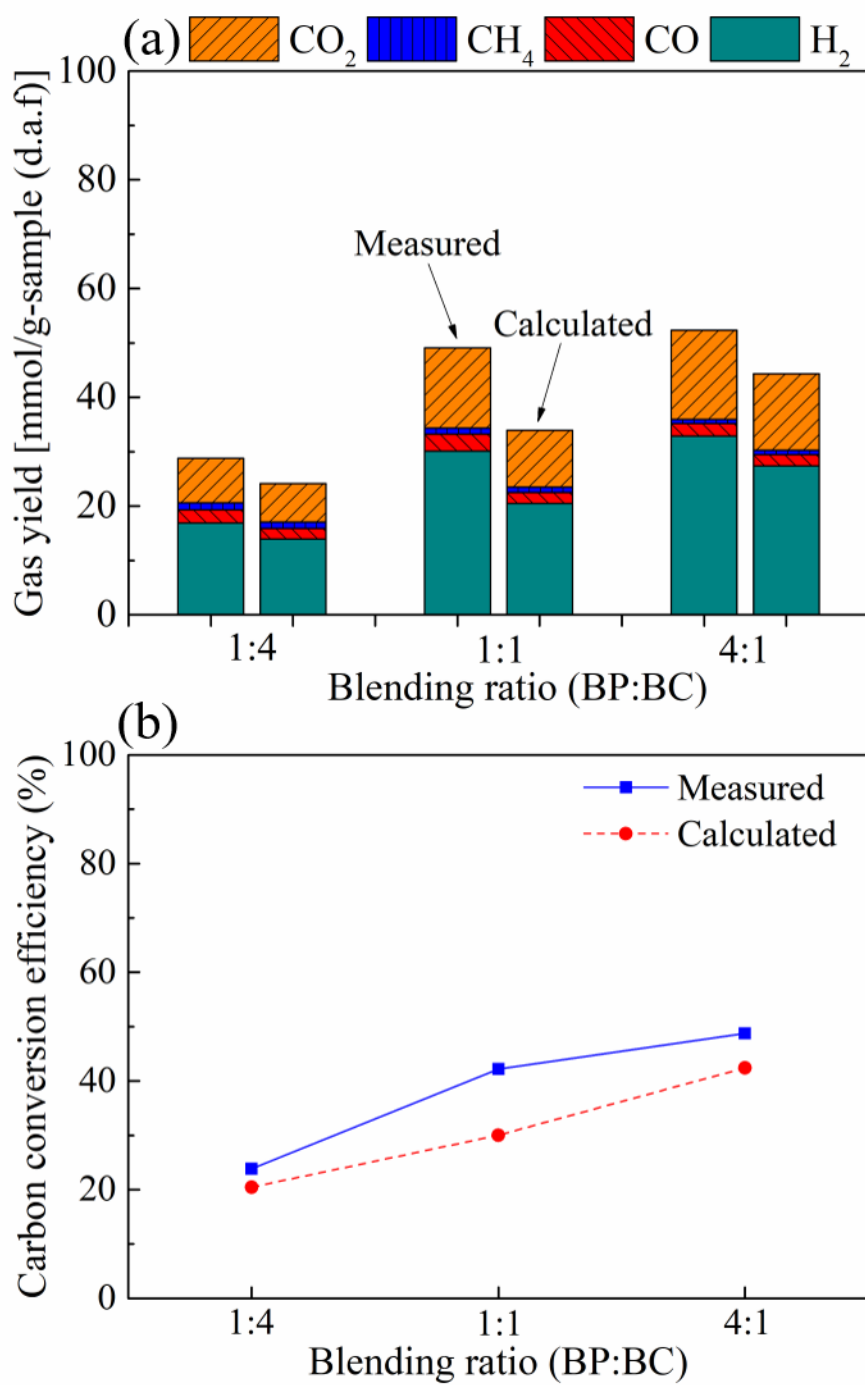 (a) CO₂ CH₄ CO H₂
Gas yield [mmol/g-sample (d.a.f)
100
80
60
40
20
0
Measured
Calculated
1:4 1:1 4:1
Blending ratio (BP:BC)
(b)
Carbon conversion efficiency (%)
100
80
60
40
20
0
Measured
Calculated
1:4 1:1 4:1
Blending ratio (BP:BC)